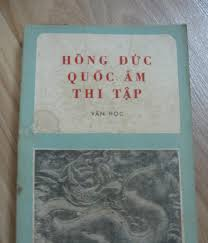 HỒNG ĐỨC
QUỐC ÂM
THI TẬP
VĂN HỌC